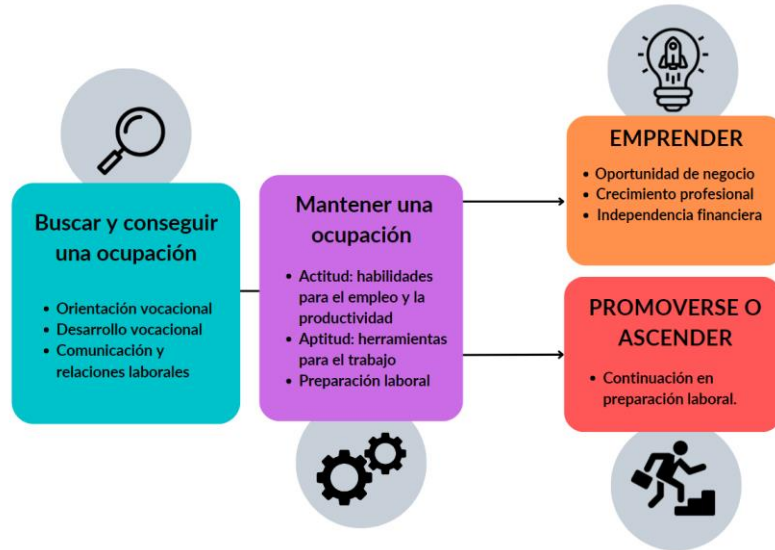 Buscar y conseguir
una ocupación
• Orientación vocacional
• Desarrollo vocacional
• Comunicación y
relaciones laborales
Mantener una
ocupación
• Actitud: habilidades
para el empleo y la
productividad
• Aptitud: herramientas
para el trabajo
• Preparación laboral
EMPRENDER
• Oportunidad de negocio
• Crecimiento profesional
• Independencia financiera
PROMOVERSE O
ASCENDER
• Continuación en
preparación laboral.